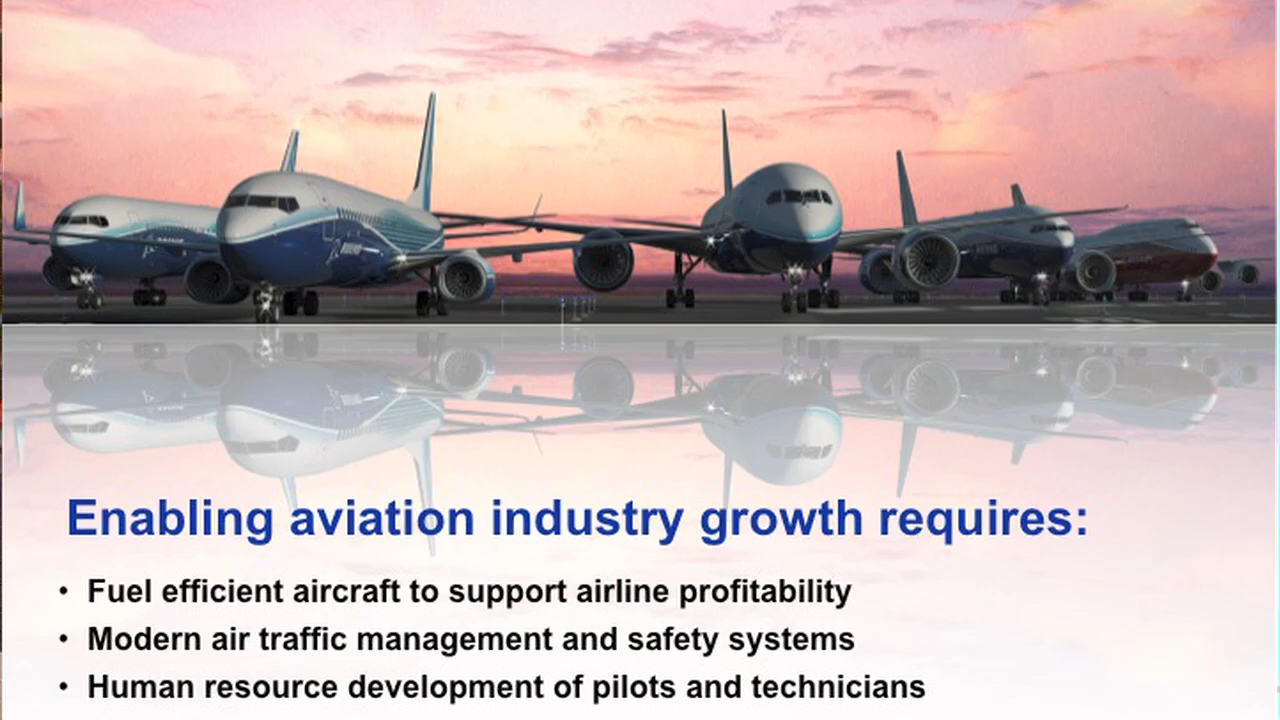 Enabling aviation industry growth requires:
• Fuel efficient aircraft to support airline profitability
• Modern air traffic management and safety systems
• Human resource development of pilots and technicians